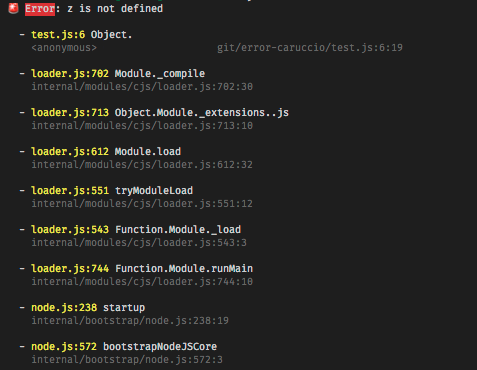 🚨 Error: z is not defined
- test.js:6 Object.
<anonymous> git/error-caruccio/test.js:6:19
- loader.js:702 Module._compile
internal/modules/cjs/loader.js:702:30
- loader.js:713 Object.Module._extensions..js
internal/modules/cjs/loader.js:713:10
- loader.js:612 Module.load
internal/modules/cjs/loader.js:612:32
- loader.js:551 tryModuleLoad
internal/modules/cjs/loader.js:551:12
- loader.js:543 Function.Module._load
internal/modules/cjs/loader.js:543:3
- loader.js:744 Function.Module.runMain
internal/modules/cjs/loader.js:744:10
- node.js:238 startup
internal/bootstrap/node.js:238:19
- node.js:572 bootstrapNodeJSCore
internal/bootstrap/node.js:572:3